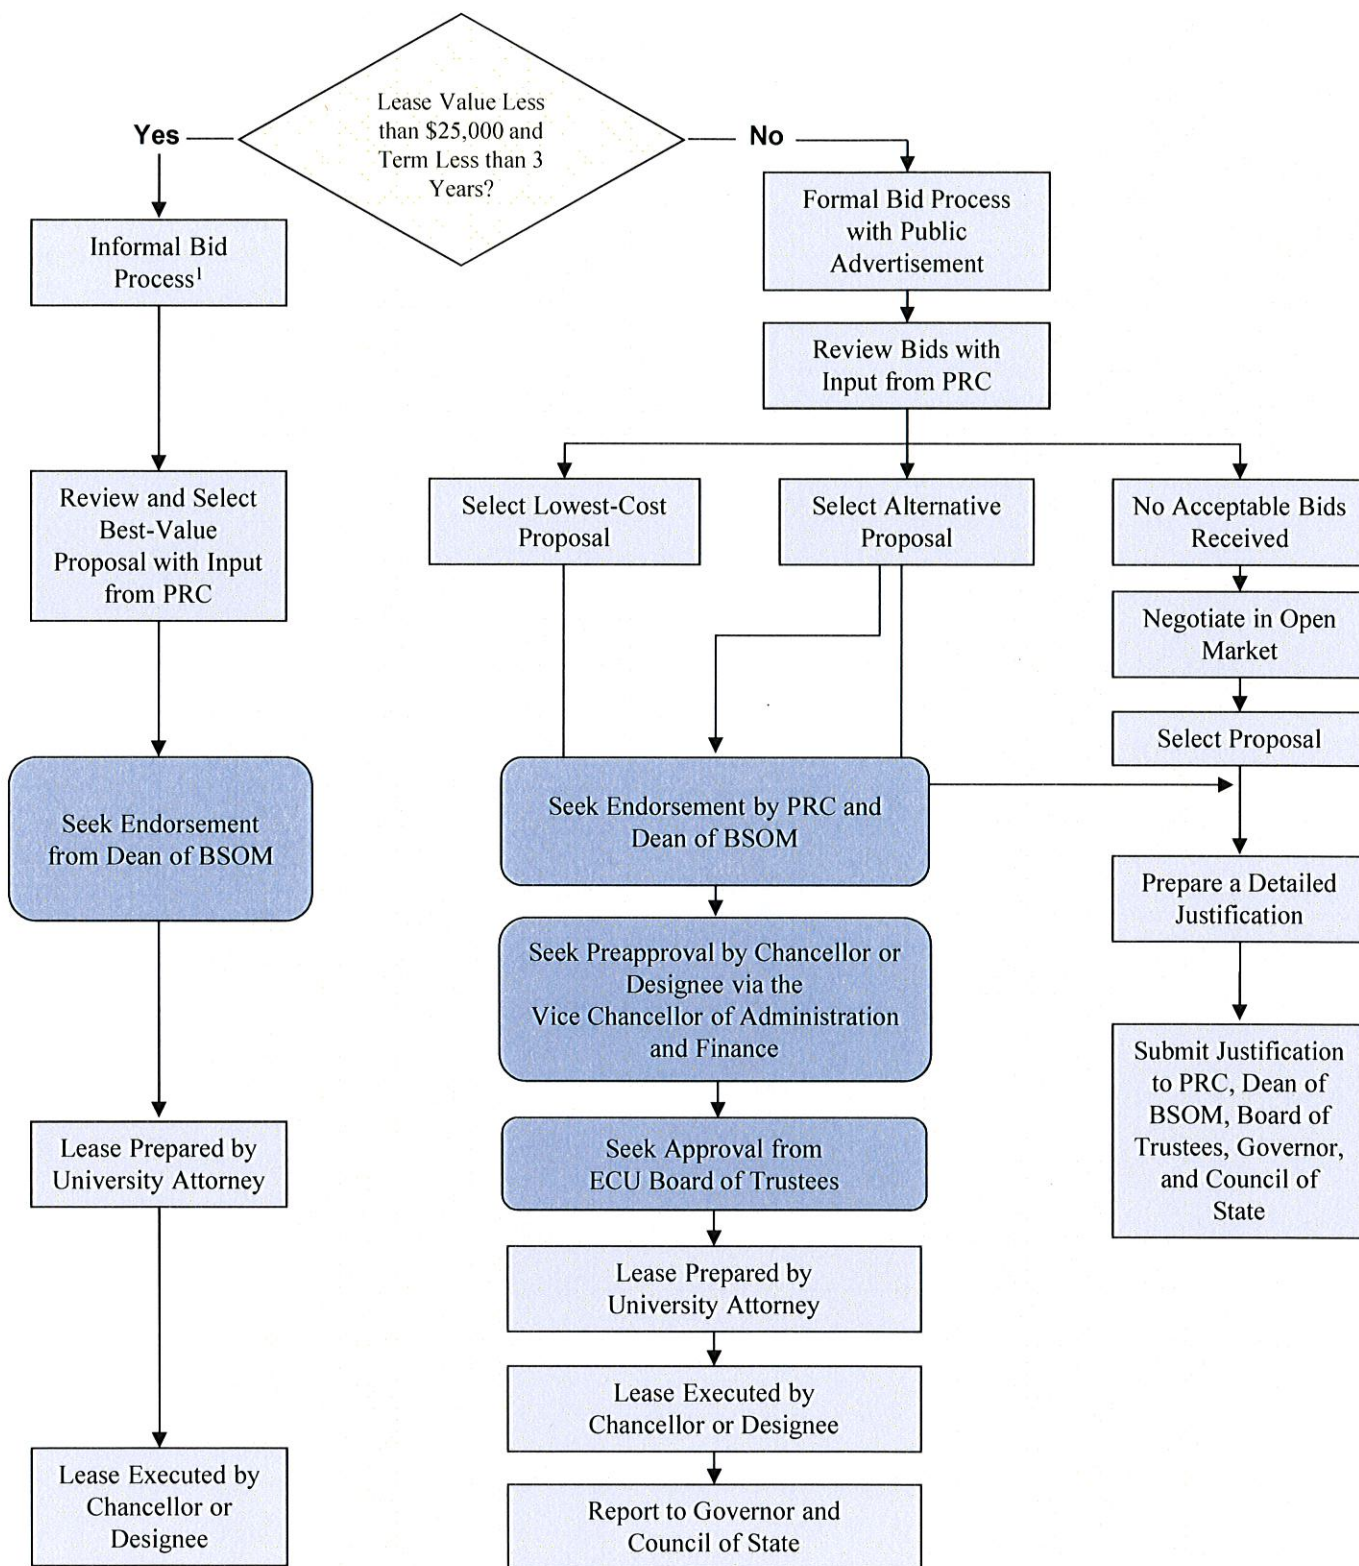 Lease Value Less
than $25,000 and
Term Less than 3
Years?
Yes
No
Informal Bid
Process¹
Review and Select
Best-Value
Proposal with Input
from PRC
Seek Endorsement
from Dean of BSOM
Lease Prepared by
University Attorney
Lease Executed by
Chancellor or
Designee
Formal Bid Process
with Public
Advertisement
Review Bids with
Input from PRC
Select Lowest-Cost
Proposal
Select Alternative
Proposal
No Acceptable Bids
Received
Negotiate in Open
Market
Select Proposal
Seek Endorsement by PRC and
Dean of BSOM
Seek Preapproval by Chancellor or
Designee via the
Vice Chancellor of Administration
and Finance
Seek Approval from
ECU Board of Trustees
Lease Prepared by
University Attorney
Lease Executed by
Chancellor or Designee
Report to Governor and
Council of State
Prepare a Detailed
Justification
Submit Justification
to PRC, Dean of
BSOM, Board of
Trustees, Governor,
and Council of
State